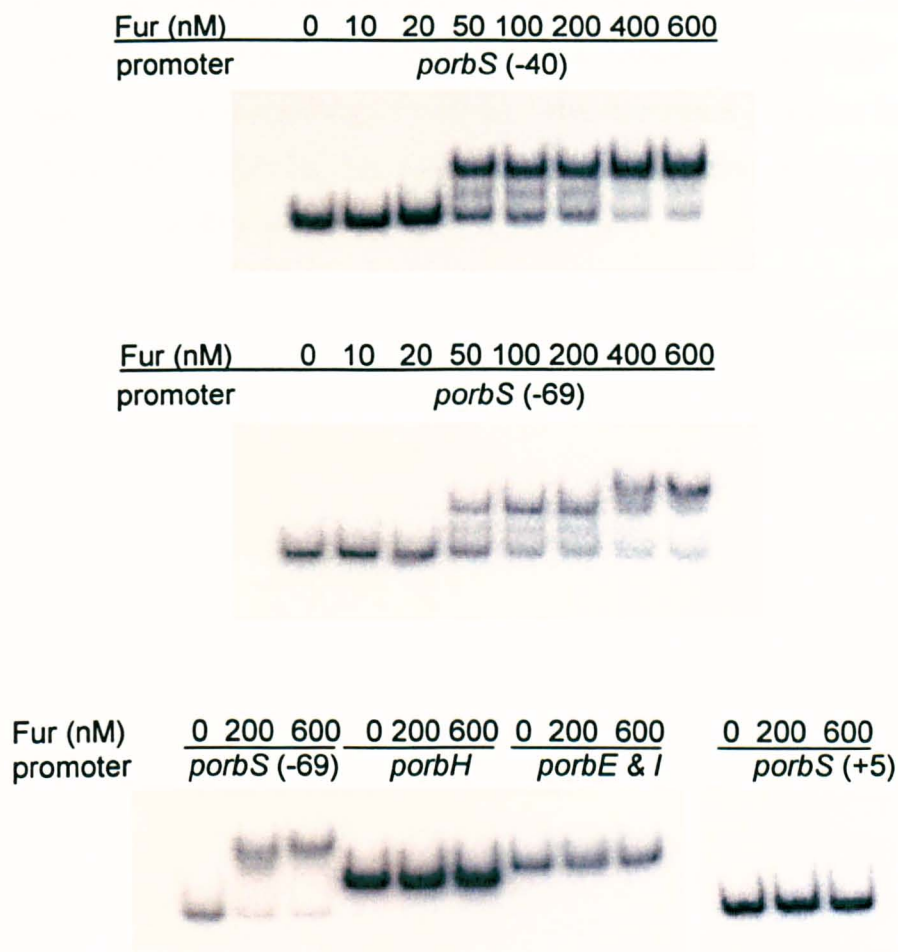 Fur (nM) 0 10 20 50 100 200 400 600
promoter porbS (-40)
Fur (nM) 0 10 20 50 100 200 400 600
promoter porbS (-69)
Fur (nM) 0 200 600 0 200 600 0 200 600 0 200 600
promoter porbS (-69) porbH porbE & I porbS (+5)